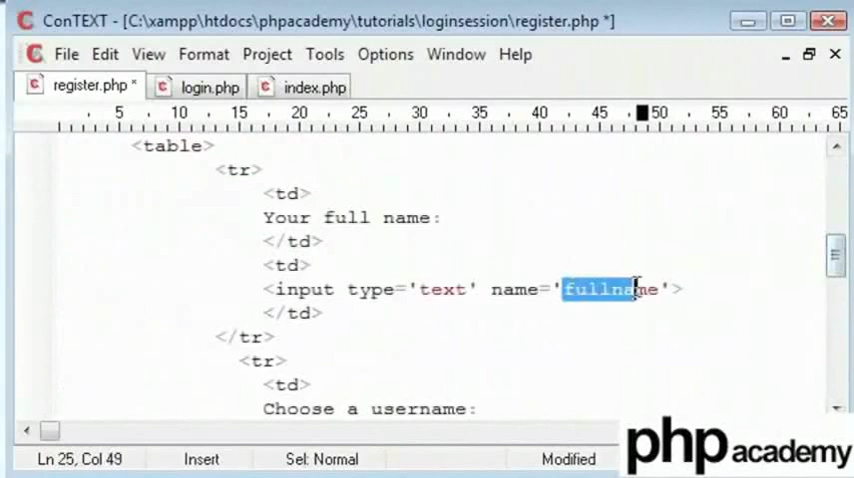 ConTEXT - [C:\xampp\htdocs\phpacademy\tutorials\loginsession\register.php *]
File Edit View Format Project Tools Options Window Help
register.php * login.php index.php
5 10 15 20 25 30 35 40 45 50 55 60 65
<table>
<tr>
<td>
Your full name:
</td>
<td>
<input type='text' name='fullname'>
</td>
</tr>
<tr>
<td>
Choose a username:
Ln 25, Col 49 Insert Sel: Normal Modified
php academy